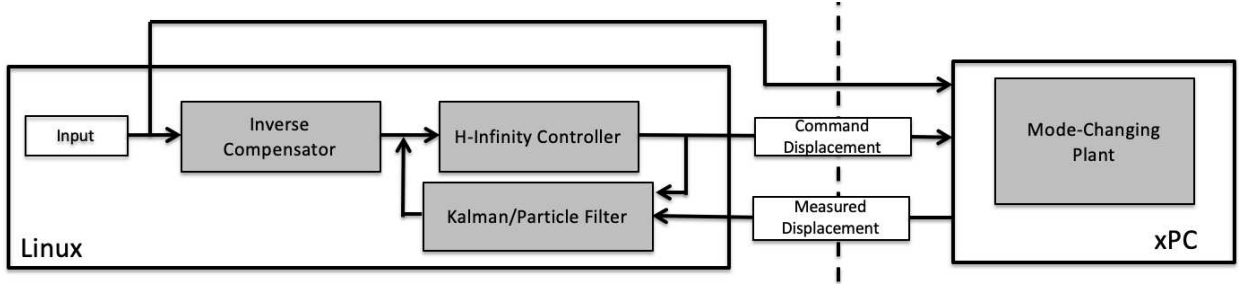 Input
Inverse
Compensator
H-Infinity Controller
Kalman/Particle Filter
Linux
Command
Displacement
Measured
Displacement
Mode-Changing
Plant
xPC